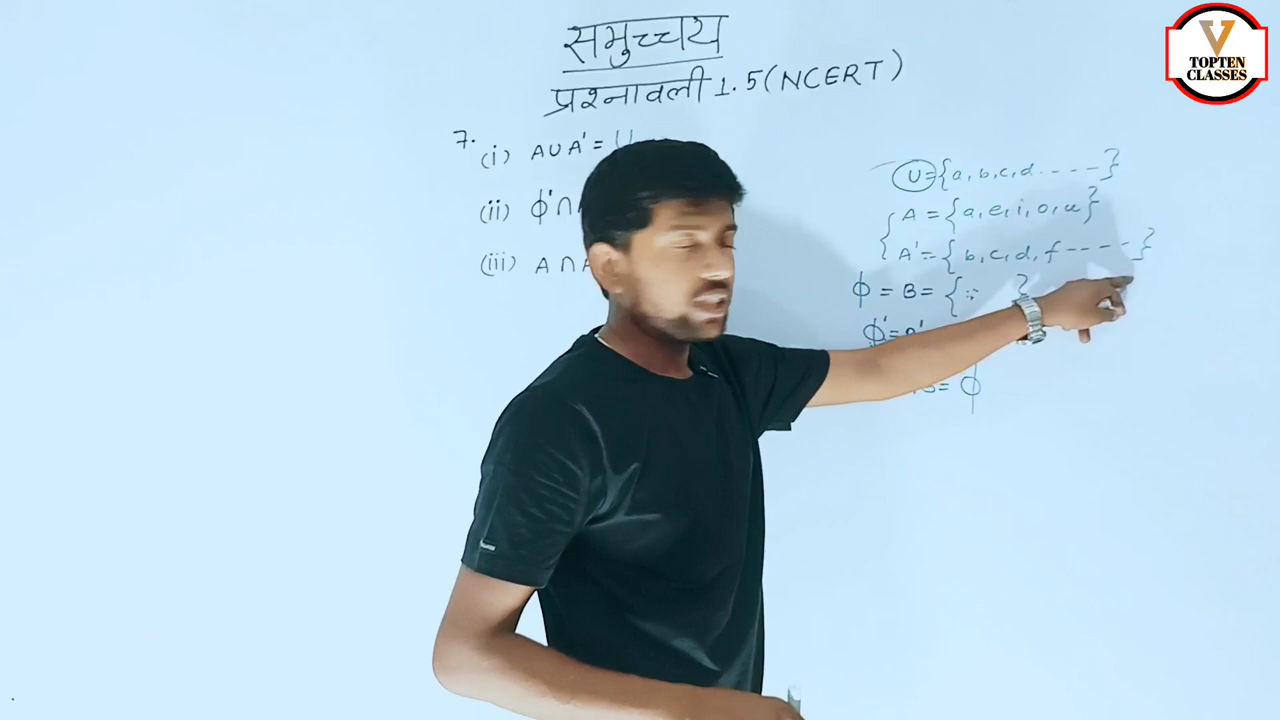 समुच्चय
प्रश्नावली 1.5 (NCERT)
7.
(i) A∪A' = U
(ii) ϕ'∩
(iii) A∩
U={a,b,c,d.----}
A={a,e,i,o,u}
A'={b,c,d,f----}
ϕ = B = { }
ϕ'=B'
= ϕ
V
TOPTEN
CLASSES